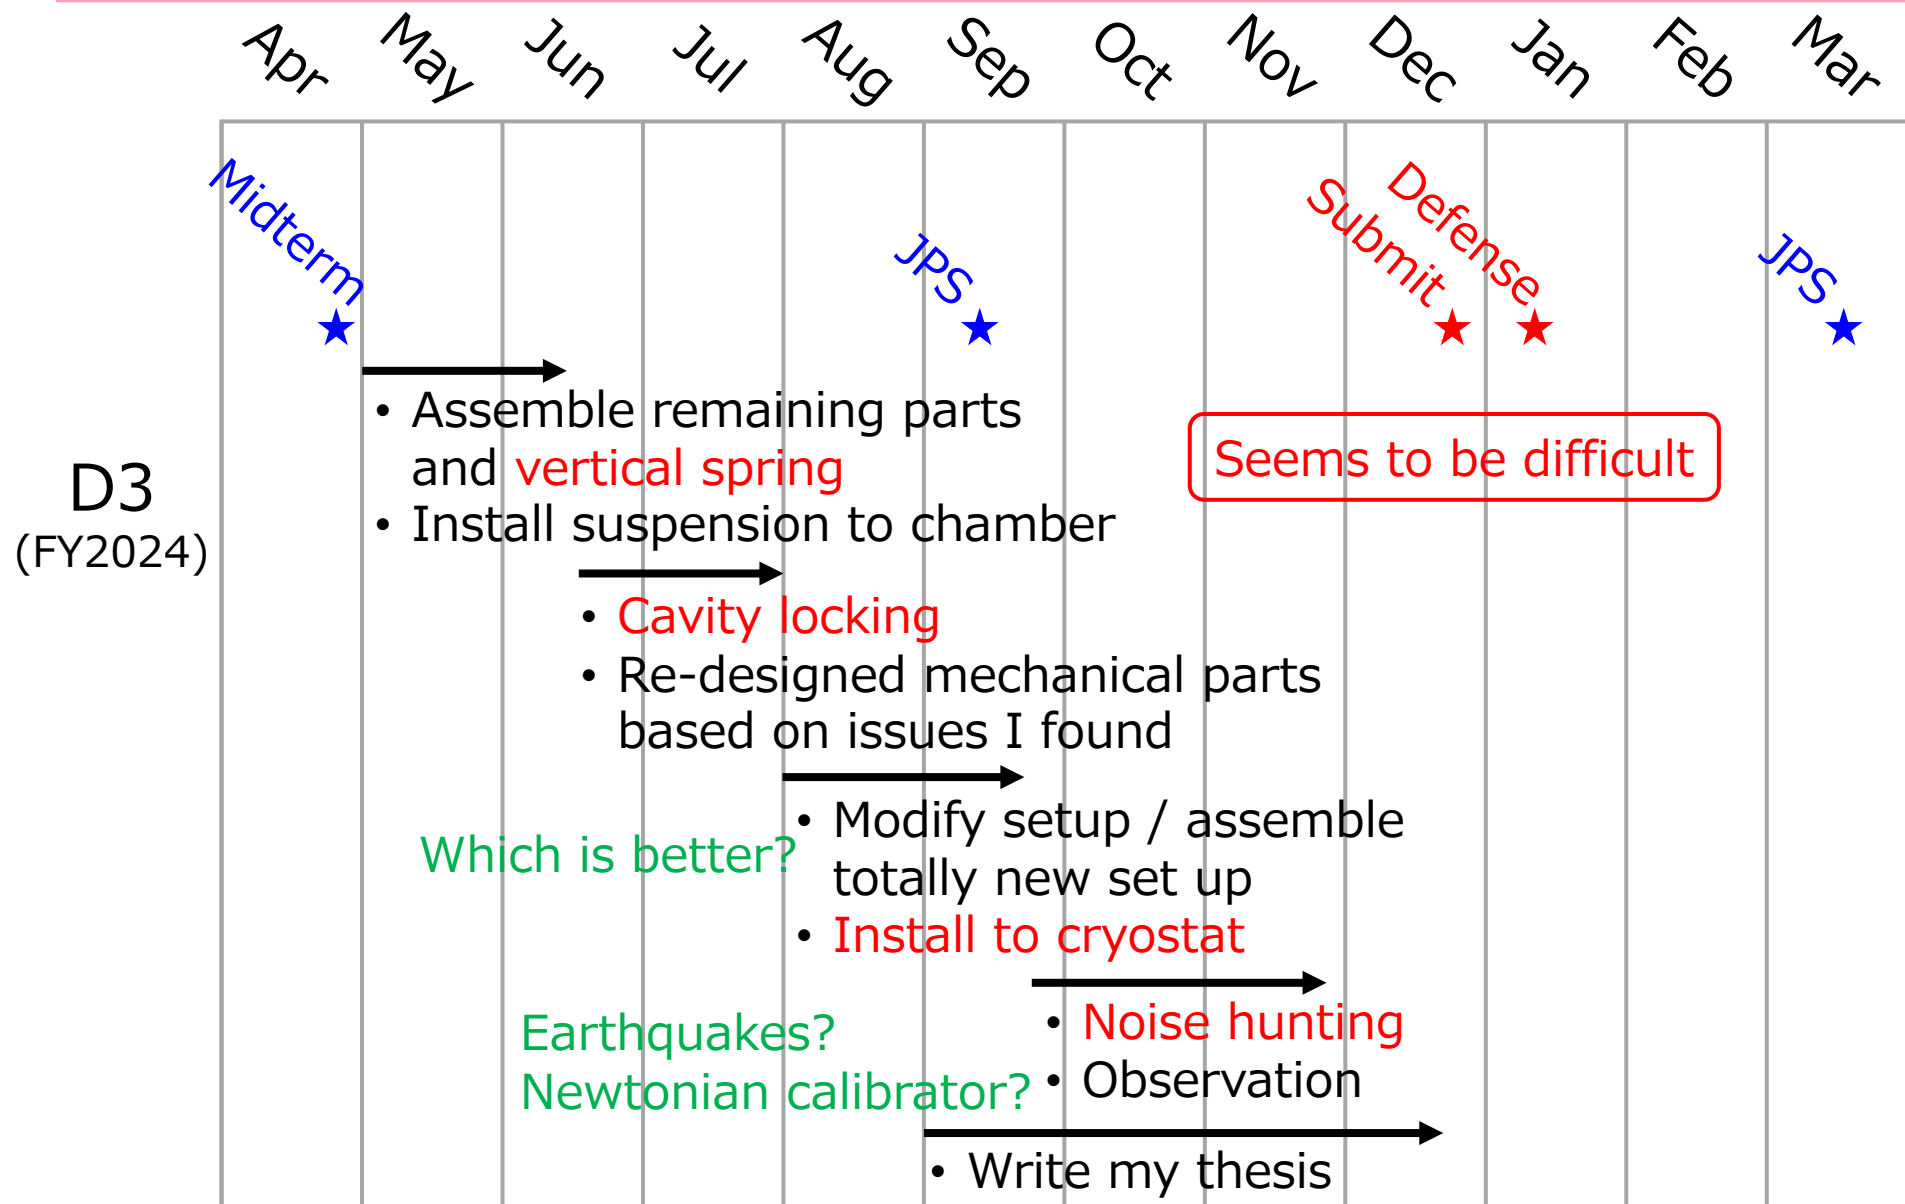 Apr May Jun Jul Aug Sep Oct Nov Dec Jan Feb Mar
Midterm
JPS
Submit
Defense
JPS
D3
(FY2024)
• Assemble remaining parts
and vertical spring
• Install suspension to chamber
Seems to be difficult
• Cavity locking
• Re-designed mechanical parts
based on issues I found
Which is better?
• Modify setup / assemble
totally new set up
• Install to cryostat
Earthquakes?
Newtonian calibrator?
• Noise hunting
• Observation
• Write my thesis